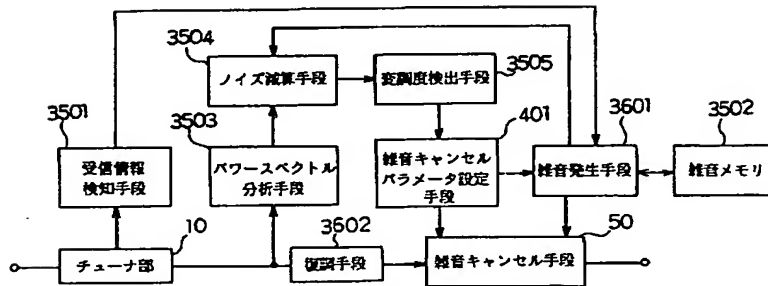 3504
ノイズ減算手段
変調度検出手段
3505
3501
受信情報
検知手段
3503
パワースペクトル
分析手段
401
雑音キャンセル
パラメータ設定
手段
3601
雑音発生手段
3502
雑音メモリ
10
チューナ部
3602
復調手段
50
雑音キャンセル手段